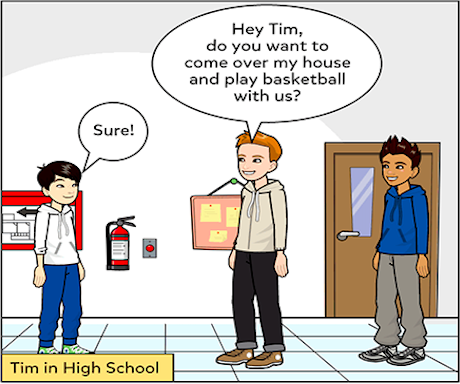 Hey Tim,
do you want to
come over my house
and play basketball
with us?
Sure!
Tim in High School